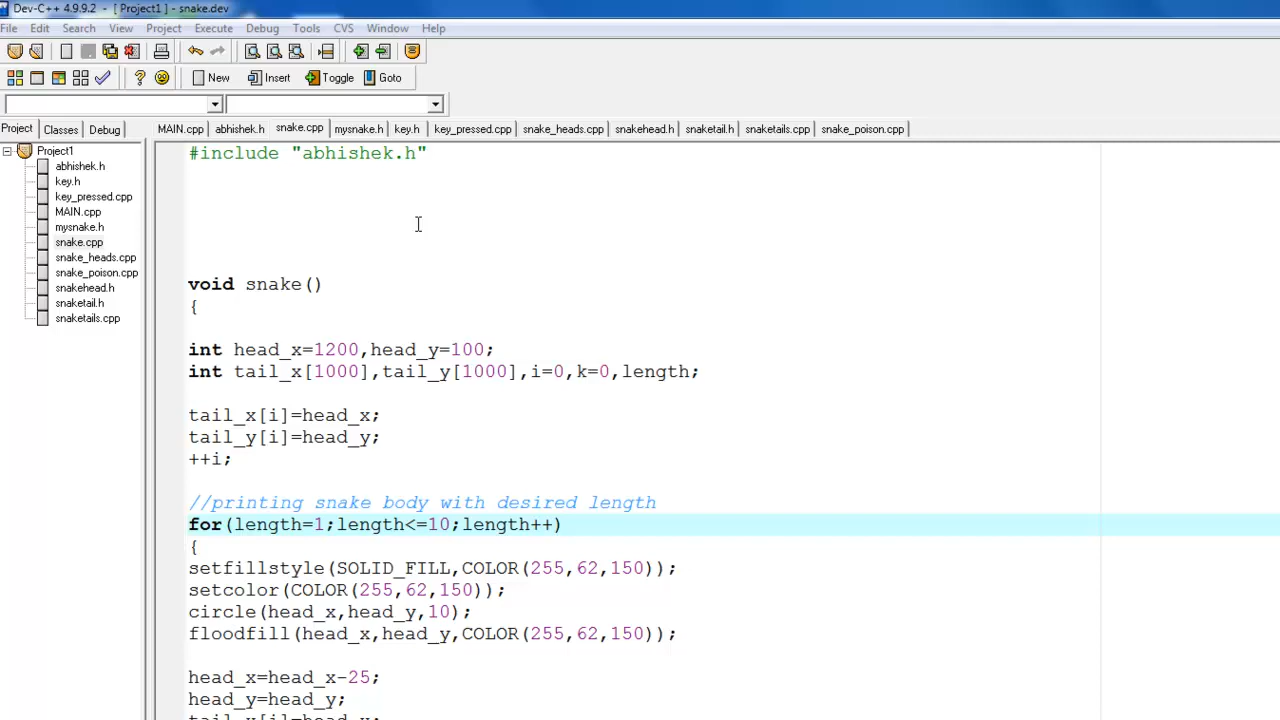 Dev-C++ 4.9.9.2 - [ Project1 ] - snake.dev
File Edit Search View Project Execute Debug Tools CVS Window Help
New Insert Toggle Goto
Project Classes Debug
MAIN.cpp abhishek.h snake.cpp mysnake.h key.h key_pressed.cpp snake_heads.cpp snakehead.h snaketail.h snaketails.cpp snake_poison.cpp
Project1
abhishek.h
key.h
key_pressed.cpp
MAIN.cpp
mysnake.h
snake.cpp
snake_heads.cpp
snake_poison.cpp
snakehead.h
snaketail.h
snaketails.cpp
#include "abhishek.h"
void snake()
{
int head_x=1200,head_y=100;
int tail_x[1000],tail_y[1000],i=0,k=0,length;
tail_x[i]=head_x;
tail_y[i]=head_y;
++i;
//printing snake body with desired length
for(length=1;length<=10;length++)
{
setfillstyle(SOLID_FILL,COLOR(255,62,150));
setcolor(COLOR(255,62,150));
circle(head_x,head_y,10);
floodfill(head_x,head_y,COLOR(255,62,150));
head_x=head_x-25;
head_y=head_y;